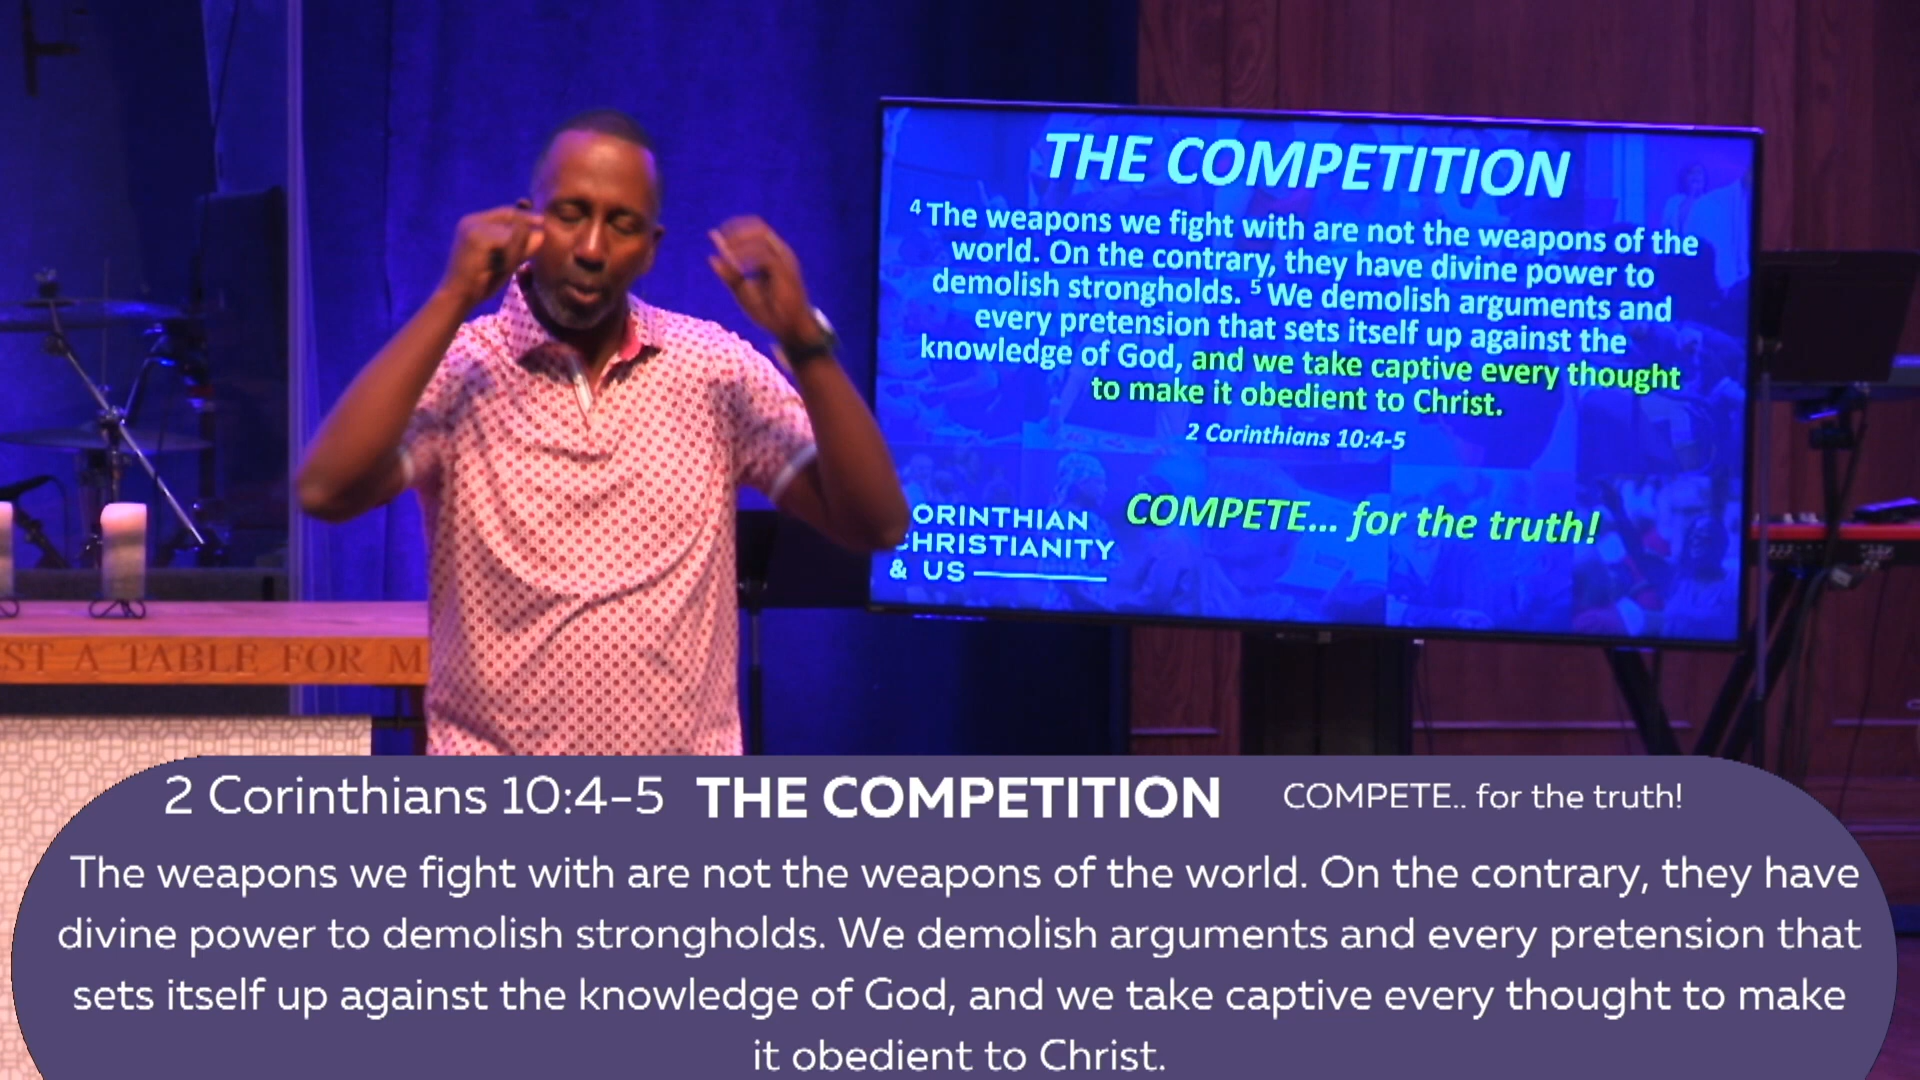 THE COMPETITION
4 The weapons we fight with are not the weapons of the
world. On the contrary, they have divine power to
demolish strongholds. 5 We demolish arguments and
every pretension that sets itself up against the
knowledge of God, and we take captive every thought
to make it obedient to Christ.
2 Corinthians 10:4-5
COMPETE... for the truth!
ORINTHIAN
CHRISTIANITY
& US
ST A TABLE FOR M
2 Corinthians 10:4-5 THE COMPETITION COMPETE.. for the truth!
The weapons we fight with are not the weapons of the world. On the contrary, they have
divine power to demolish strongholds. We demolish arguments and every pretension that
sets itself up against the knowledge of God, and we take captive every thought to make
it obedient to Christ.